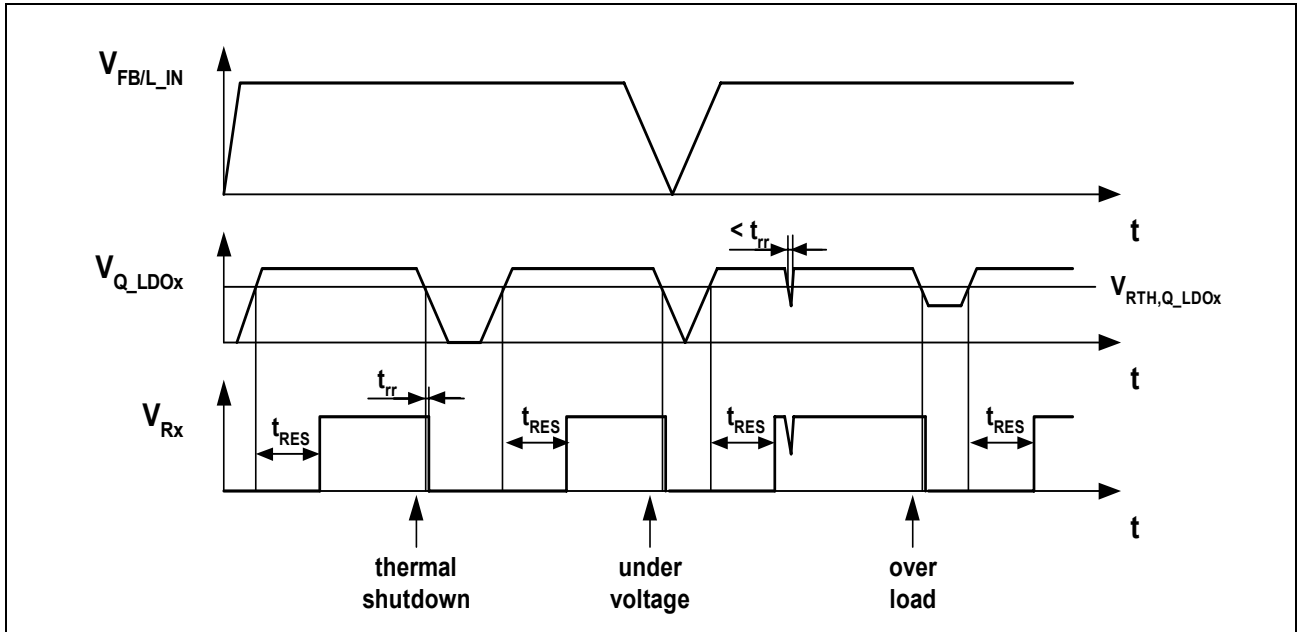 V_FB/L_IN
t
< t_rr
V_Q_LDOx
V_RTH,Q_LDOx
t
t_rr
V_Rx
t_RES
t_RES
t_RES
t_RES
t
thermal shutdown
under voltage
over load